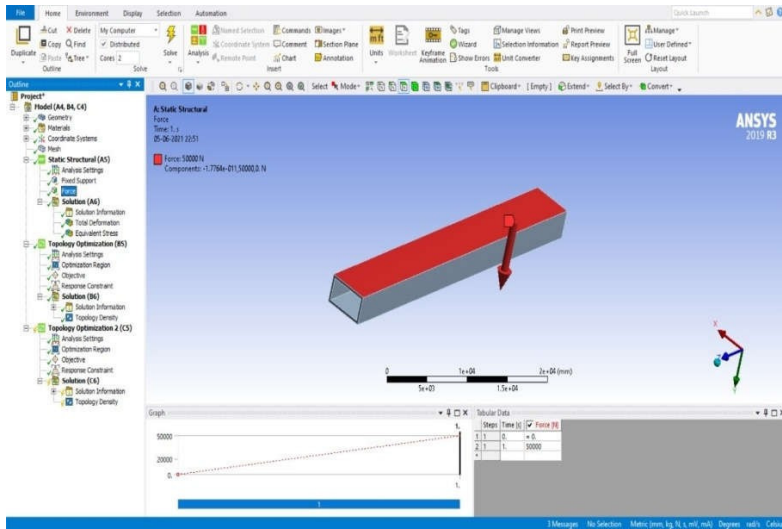 File Home Environment Display Selection Automation Quick Launch
Duplicate Cut Delete My Computer Solve Analysis Named Selection Commands Images Units Worksheet Keyframe Animation Tags Manage Views Print Preview Full Screen Manage
Copy Find Distributed Coordinate System Comment Section Plane Wizard Selection Information Report Preview User Defined
Paste Tree Cores 2 Remote Point Chart Annotation Show Errors Unit Converter Key Assignments Reset Layout
Outline Solve Insert Tools Layout
Outline
Select Mode Clipboard [Empty] Extend Select By Convert
Project*
Model (A4, B4, C4)
Geometry
Materials
Coordinate Systems
Mesh
Static Structural (A5)
Analysis Settings
Fixed Support
Force
Solution (A6)
Solution Information
Total Deformation
Equivalent Stress
Topology Optimization (B5)
Analysis Settings
Optimization Region
Objective
Response Constraint
Solution (B6)
Solution Information
Topology Density
Topology Optimization 2 (C5)
Analysis Settings
Optimization Region
Objective
Response Constraint
Solution (C6)
Solution Information
Topology Density
A: Static Structural
Force
Time: 1. s
05-06-2021 22:51
Force: 50000 N
Components: -1.7764e-011,50000,0. N
ANSYS
2019 R3
0 1e+04 2e+04 (mm)
5e+03 1.5e+04
X
Y
Graph
1.
50000
20000
0.
1.
1
Tabular Data
Steps Time [s] Force [N]
1 1 0. = 0.
2 1 1. 50000
*
3 Messages No Selection Metric (mm, kg, N, s, mV, mA) Degrees rad/s Celsius